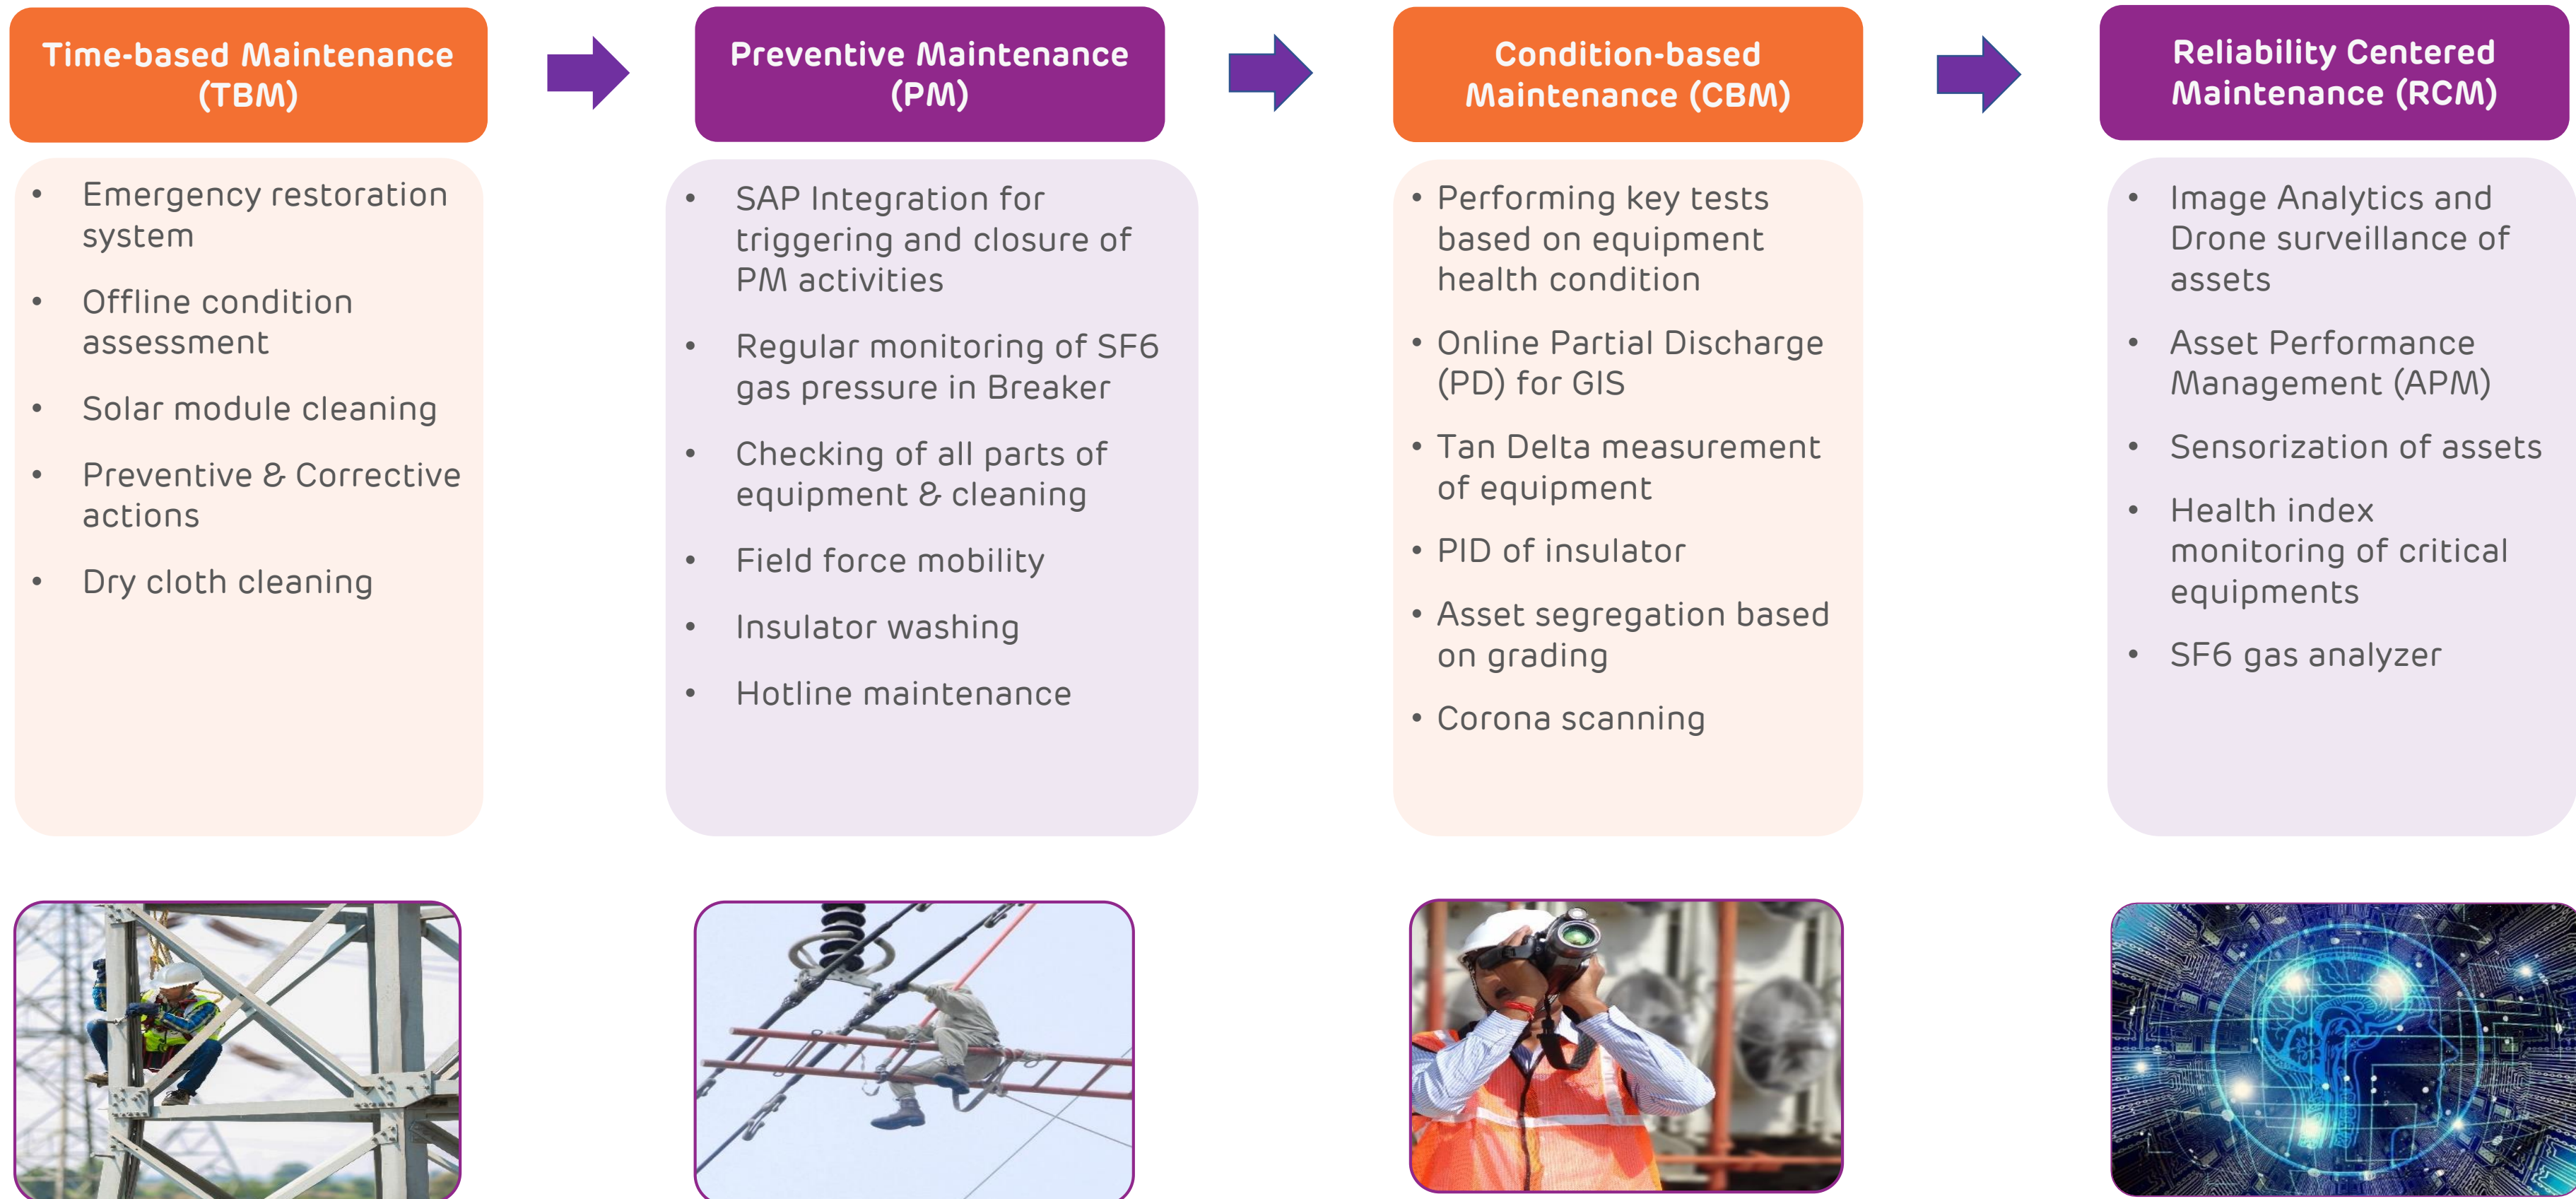 Time-based Maintenance
(TBM)
• Emergency restoration
system
• Offline condition
assessment
• Solar module cleaning
• Preventive & Corrective
actions
• Dry cloth cleaning
Preventive Maintenance
(PM)
• SAP Integration for
triggering and closure of
PM activities
• Regular monitoring of SF6
gas pressure in Breaker
• Checking of all parts of
equipment & cleaning
• Field force mobility
• Insulator washing
• Hotline maintenance
Condition-based
Maintenance (CBM)
• Performing key tests
based on equipment
health condition
• Online Partial Discharge
(PD) for GIS
• Tan Delta measurement
of equipment
• PID of insulator
• Asset segregation based
on grading
• Corona scanning
Reliability Centered
Maintenance (RCM)
• Image Analytics and
Drone surveillance of
assets
• Asset Performance
Management (APM)
• Sensorization of assets
• Health index
monitoring of critical
equipments
• SF6 gas analyzer